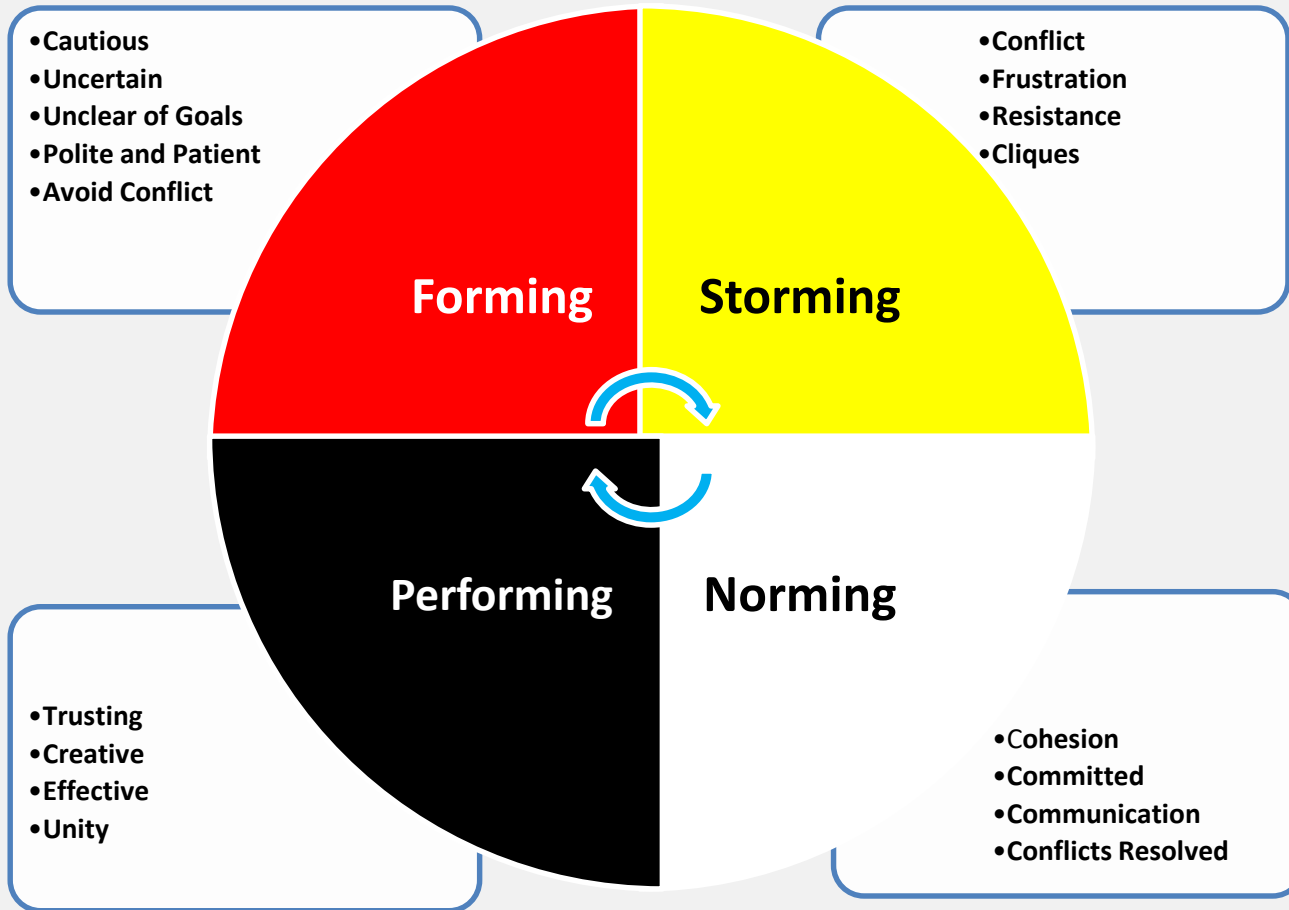 •Cautious
•Uncertain
•Unclear of Goals
•Polite and Patient
•Avoid Conflict
•Conflict
•Frustration
•Resistance
•Cliques
Forming
Storming
Performing
Norming
•Trusting
•Creative
•Effective
•Unity
•Cohesion
•Committed
•Communication
•Conflicts Resolved